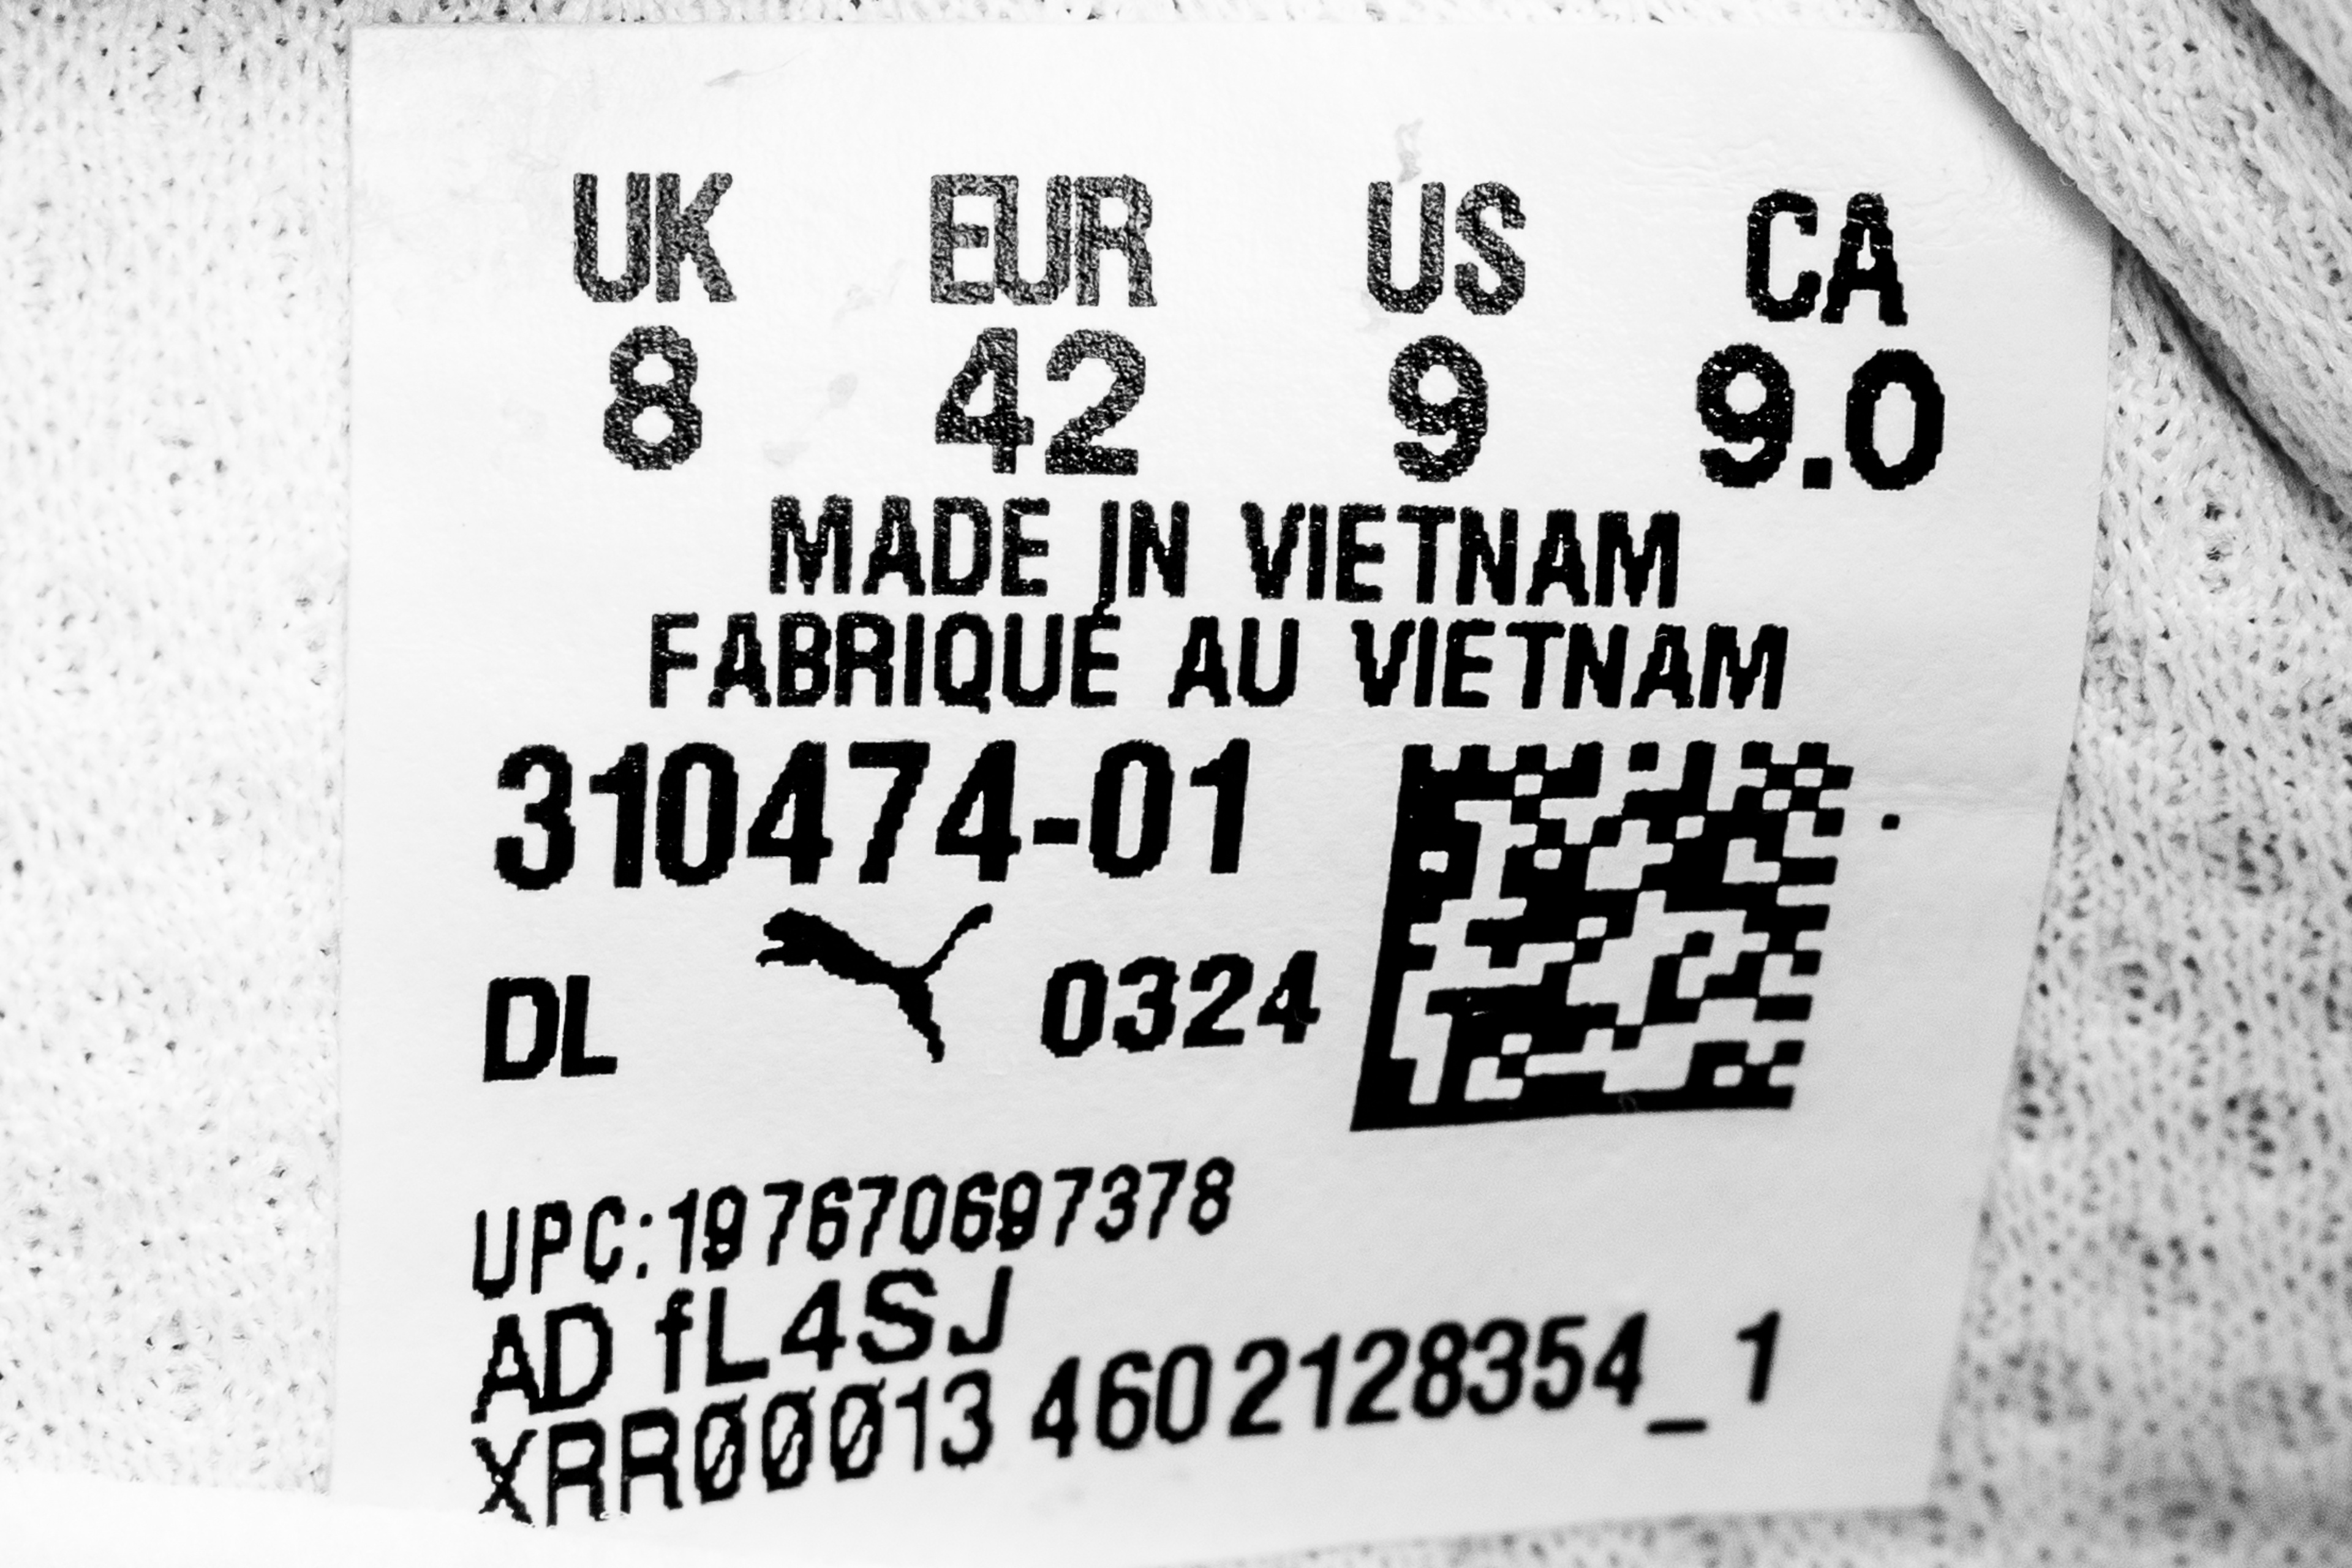 UK EUR US CA
8 42 9 9.0
MADE IN VIETNAM
FABRIQUÉ AU VIETNAM
310474-01
DL 0324
UPC:197670697378
AD fL4SJ
XRR00013 4602128354_1